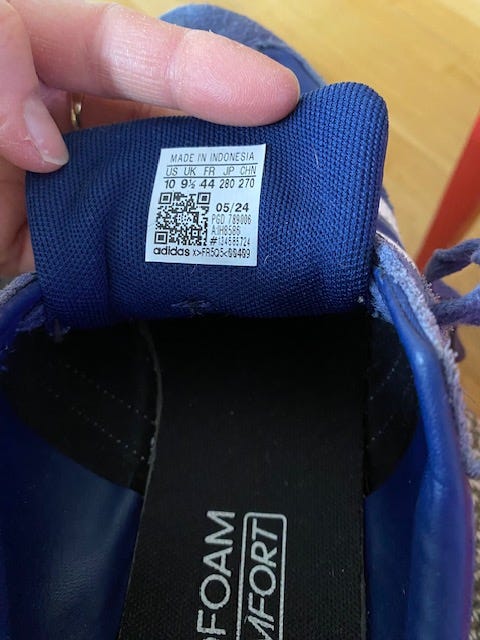 MADE IN INDONESIA
US UK FR JP CHN
10 9½ 44 280 270
05/24
PGD 789006
adidas
FOAM
MFORT